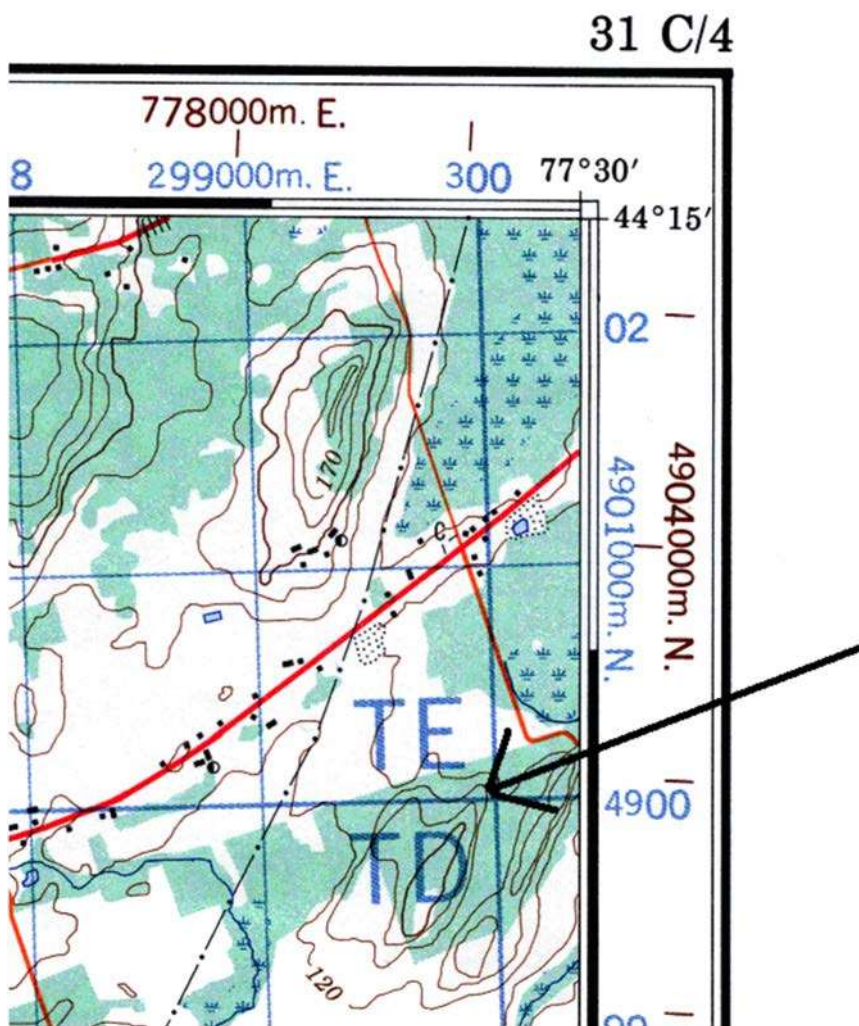 31 C/4
778000m. E.
8
299000m. E.
300
77°30′
44°15′
02
170
4901000m. N.
4904000m. N.
TE
4900
TD
120